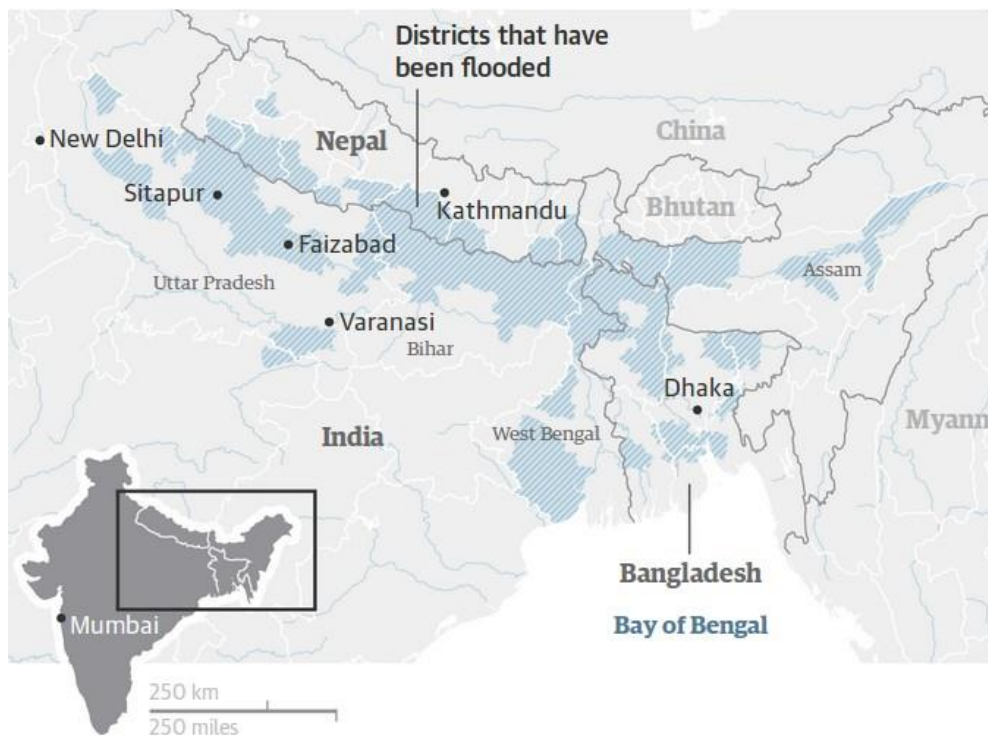 Districts that have
been flooded
New Delhi
Nepal
China
Sitapur
Kathmandu
Bhutan
Faizabad
Uttar Pradesh
Assam
Varanasi
Bihar
Dhaka
India
West Bengal
Myanm
Bangladesh
Bay of Bengal
Mumbai
250 km
250 miles